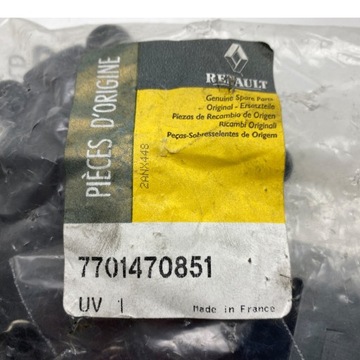 PIÈCES D'ORIGINE
RENAULT
Genuine Spare Parts
Original - Ersatzteile
Piezas de Recambio de Origen
Ricambi Originali
Peças-Sobresselentes de Origem
2ANX448
7701470851
UV 1
Made in France